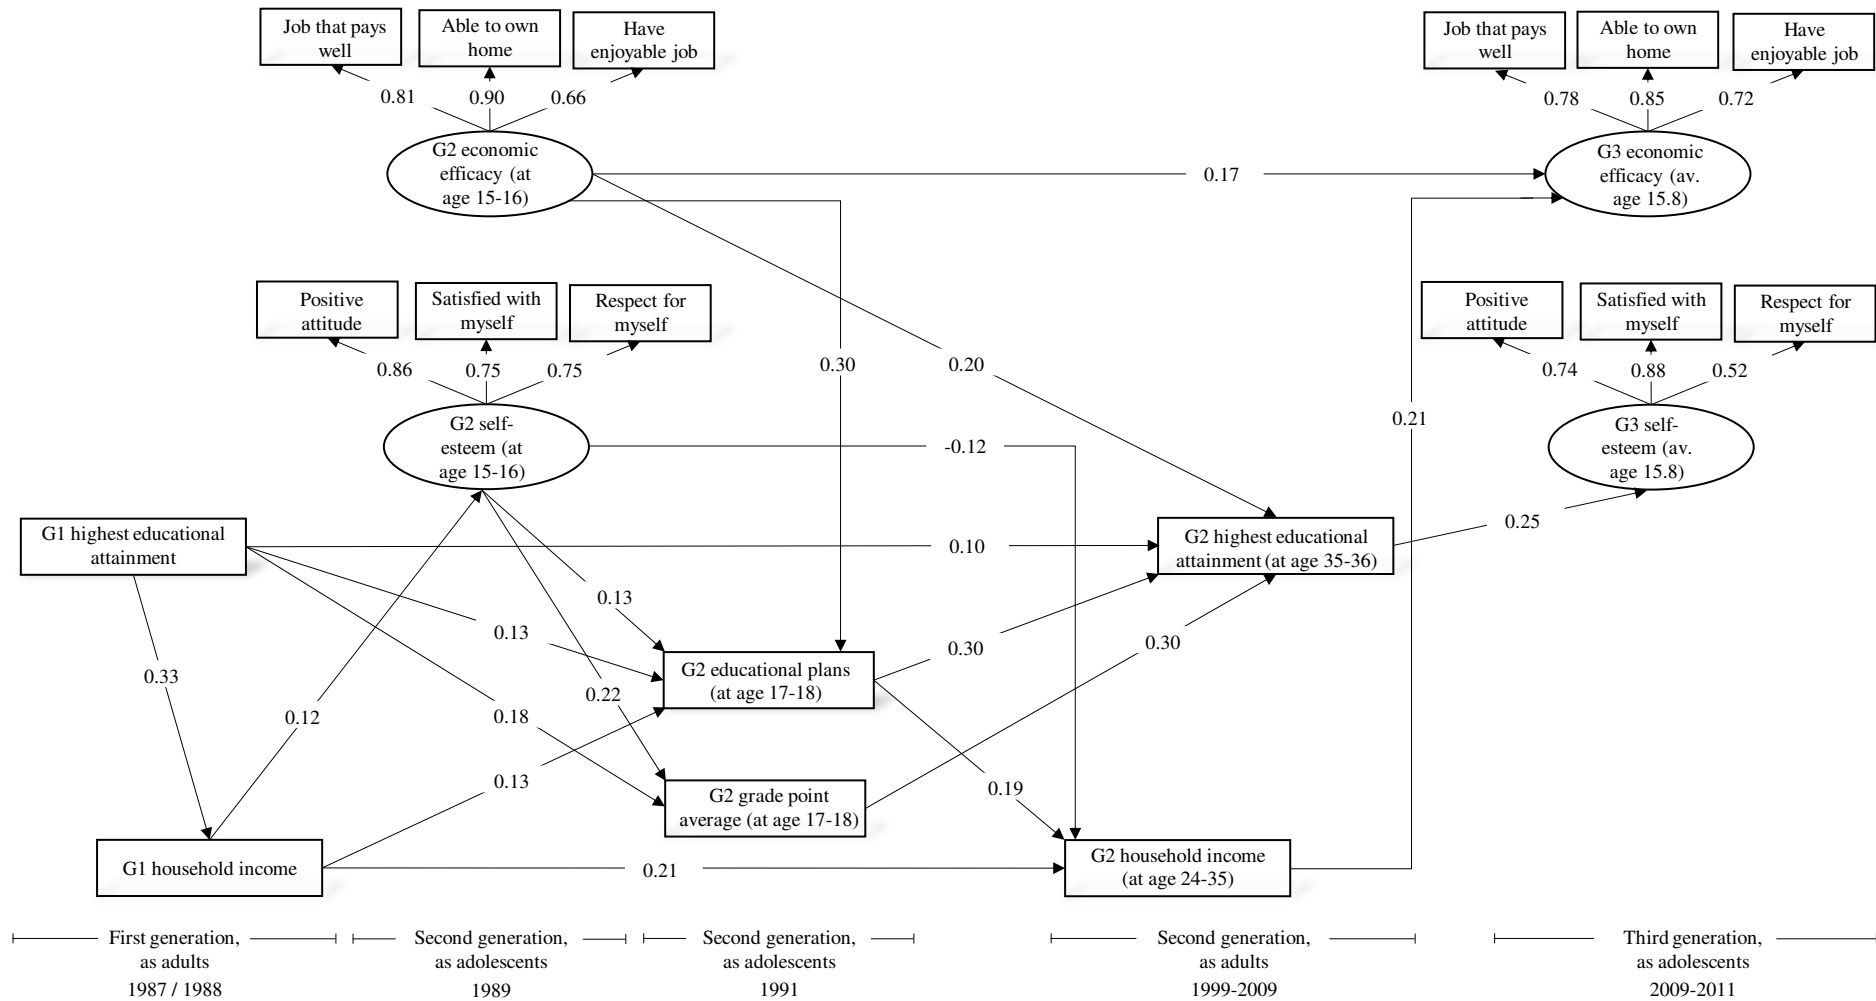 Job that pays
well
Able to own
home
Have
enjoyable job
Job that pays
well
Able to own
home
Have
enjoyable job
0.81
0.90
0.66
0.78
0.85
0.72
G2 economic
efficacy (at
age 15-16)
0.17
G3 economic
efficacy (av.
age 15.8)
Positive
attitude
Satisfied with
myself
Respect for
myself
Positive
attitude
Satisfied with
myself
Respect for
myself
0.86
0.75
0.75
0.30
0.20
0.74
0.88
0.52
0.21
G2 self-
esteem (at
age 15-16)
-0.12
G3 self-
esteem (av.
age 15.8)
G1 highest educational
attainment
0.10
G2 highest educational
attainment (at age 35-36)
0.25
0.13
0.13
0.30
0.30
0.33
G2 educational plans
(at age 17-18)
0.22
0.12
0.18
0.13
G2 grade point
average (at age 17-18)
0.19
G1 household income
0.21
G2 household income
(at age 24-35)
First generation,
as adults
1987 / 1988
Second generation,
as adolescents
1989
Second generation,
as adolescents
1991
Second generation,
as adults
1999-2009
Third generation,
as adolescents
2009-2011